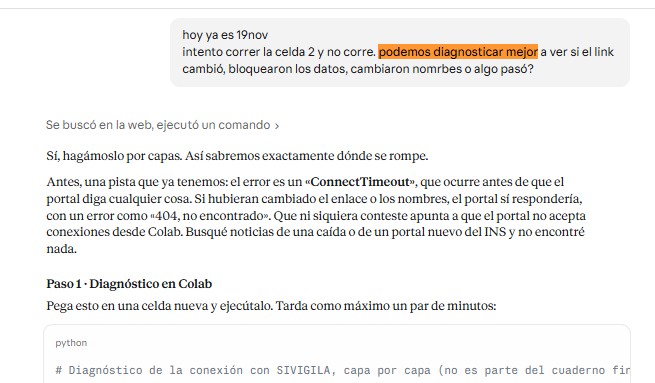 hoy ya es 19nov
intento correr la celda 2 y no corre. podemos diagnosticar mejor a ver si el link
cambió, bloquearon los datos, cambiaron nomrbes o algo pasó?
Se buscó en la web, ejecutó un comando ›
Sí, hagámoslo por capas. Así sabremos exactamente dónde se rompe.
Antes, una pista que ya tenemos: el error es un «ConnectTimeout», que ocurre antes de que el
portal diga cualquier cosa. Si hubieran cambiado el enlace o los nombres, el portal sí respondería,
con un error como «404, no encontrado». Que ni siquiera conteste apunta a que el portal no acepta
conexiones desde Colab. Busqué noticias de una caída o de un portal nuevo del INS y no encontré
nada.
Paso 1 · Diagnóstico en Colab
Pega esto en una celda nueva y ejecútalo. Tarda como máximo un par de minutos:
python
# Diagnóstico de la conexión con SIVIGILA, capa por capa (no es parte del cuaderno fin